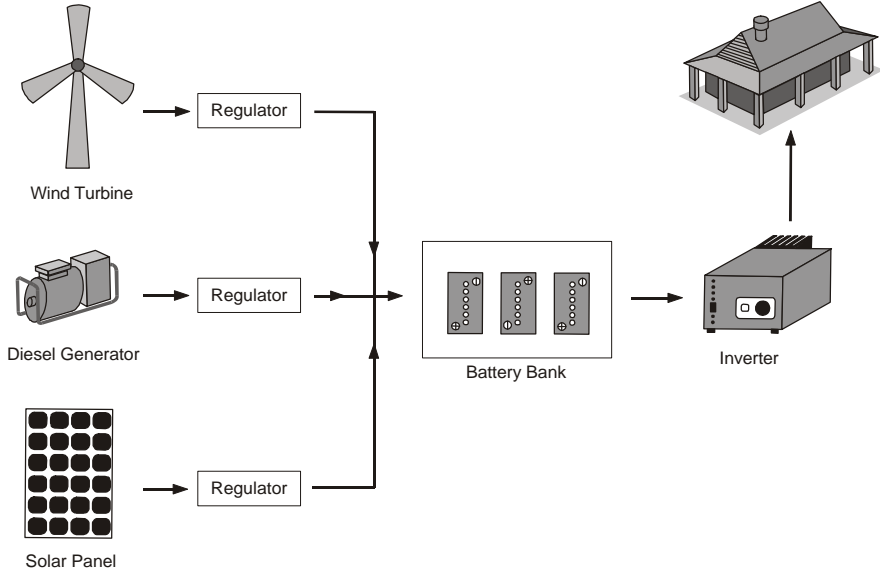 Wind Turbine
Regulator
Diesel Generator
Regulator
Solar Panel
Regulator
Battery Bank
Inverter